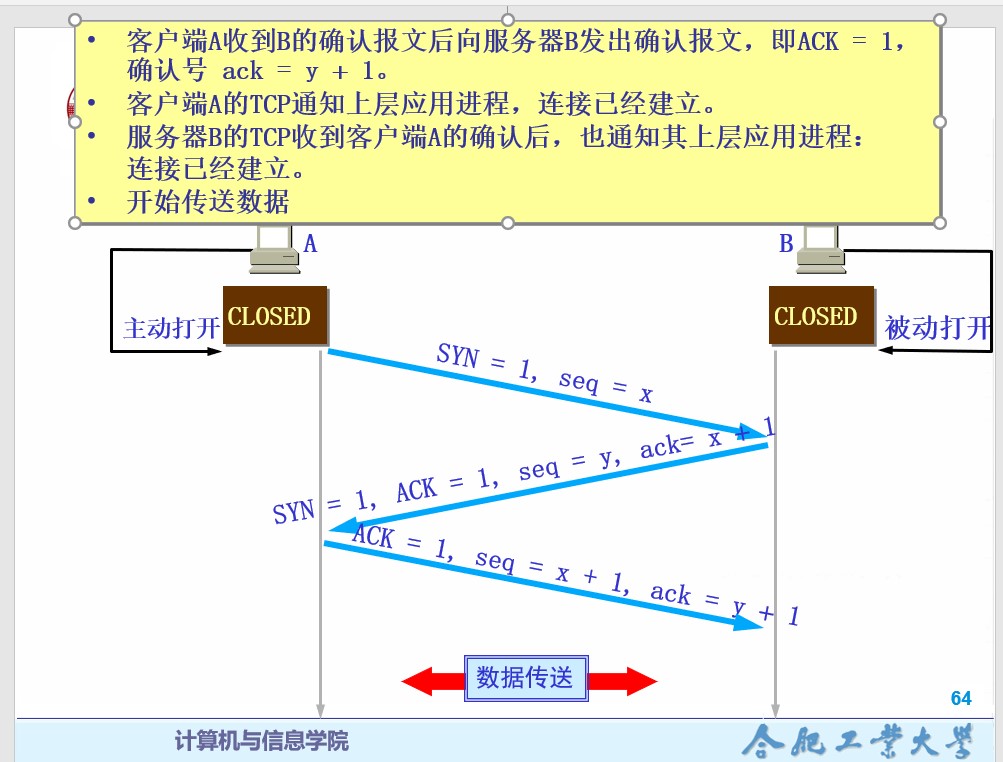 • 客户端A收到B的确认报文后向服务器B发出确认报文，即ACK = 1，
确认号 ack = y + 1。
• 客户端A的TCP通知上层应用进程，连接已经建立。
• 服务器B的TCP收到客户端A的确认后，也通知其上层应用进程：
连接已经建立。
• 开始传送数据
A
B
主动打开
CLOSED
CLOSED
被动打开
SYN = 1, seq = x
SYN = 1, ACK = 1, seq = y, ack= x + 1
ACK = 1, seq = x + 1, ack = y + 1
数据传送
64
计算机与信息学院
合肥工业大学